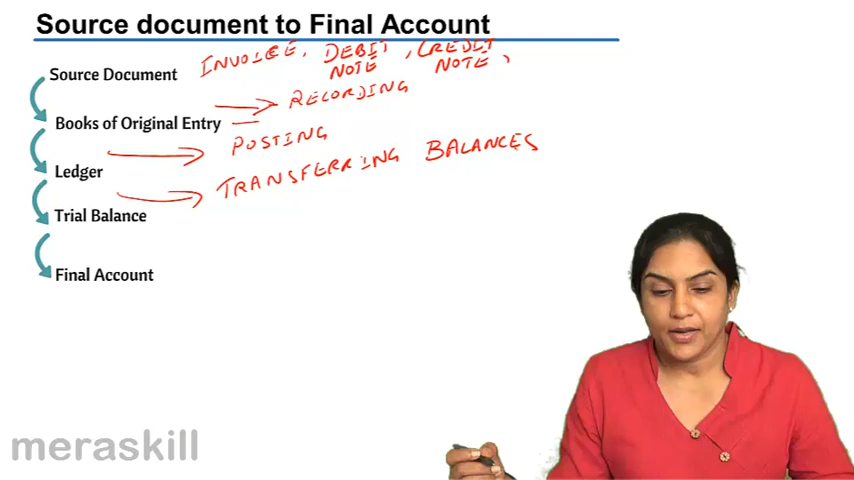 Source document to Final Account
Source Document
INVOICE, DEBIT NOTE, CREDIT NOTE,
RECORDING
Books of Original Entry
POSTING
TRANSFERRING BALANCES
Ledger
Trial Balance
Final Account
meraskill